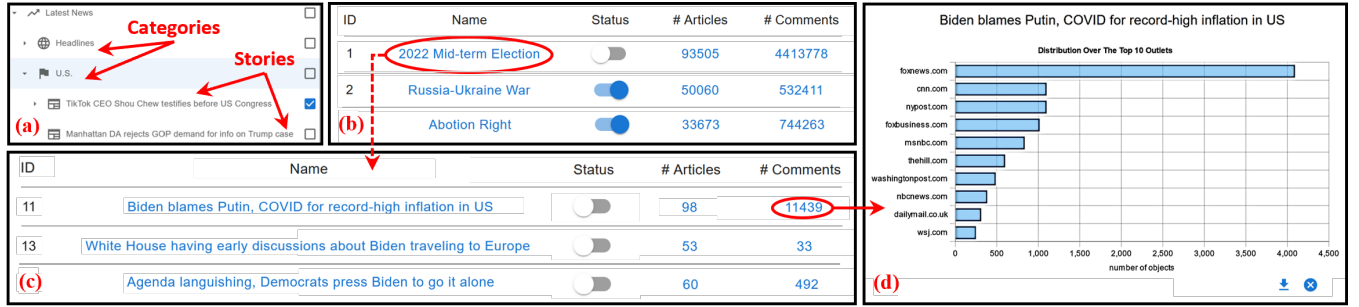 Latest News
Categories
Headlines
Stories
U.S.
TikTok CEO Shou Chew testifies before US Congress
(a)
Manhattan DA rejects GOP demand for info on Trump case
ID Name Status # Articles # Comments
1 2022 Mid-term Election 93505 4413778
2 Russia-Ukraine War 50060 532411
(b) Abotion Right 33673 744263
ID Name Status # Articles # Comments
11 Biden blames Putin, COVID for record-high inflation in US 98 11439
13 White House having early discussions about Biden traveling to Europe 53 33
(c) Agenda languishing, Democrats press Biden to go it alone 60 492
Biden blames Putin, COVID for record-high inflation in US
Distribution Over The Top 10 Outlets
foxnews.com
cnn.com
nypost.com
foxbusiness.com
msnbc.com
thehill.com
washingtonpost.com
nbcnews.com
dailymail.co.uk
wsj.com
0 500 1,000 1,500 2,000 2,500 3,000 3,500 4,000 4,500
number of objects
(d)